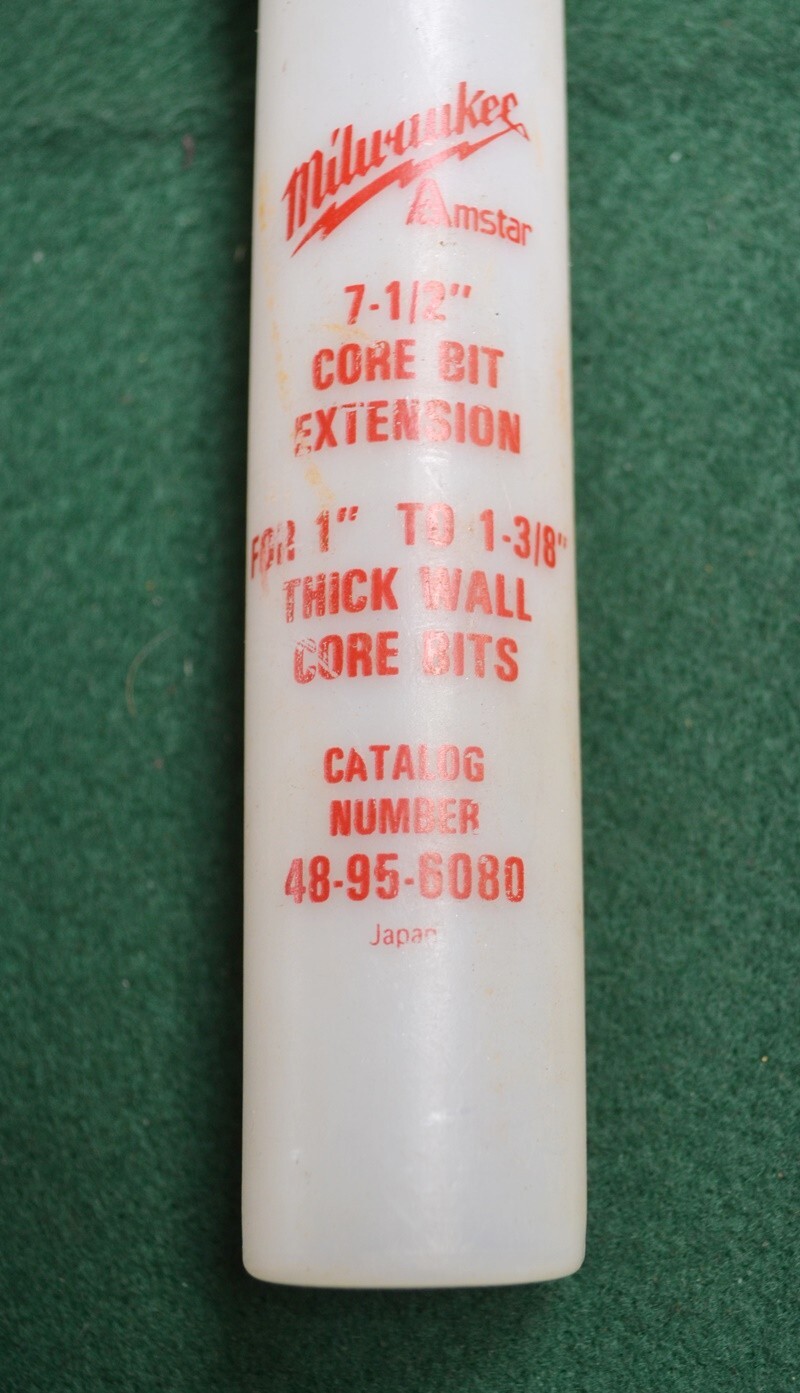 Milwaukee
Amstar
7-1/2"
CORE BIT
EXTENSION
FOR 1" TO 1-3/8"
THICK WALL
CORE BITS
CATALOG
NUMBER
48-95-6080
Japan